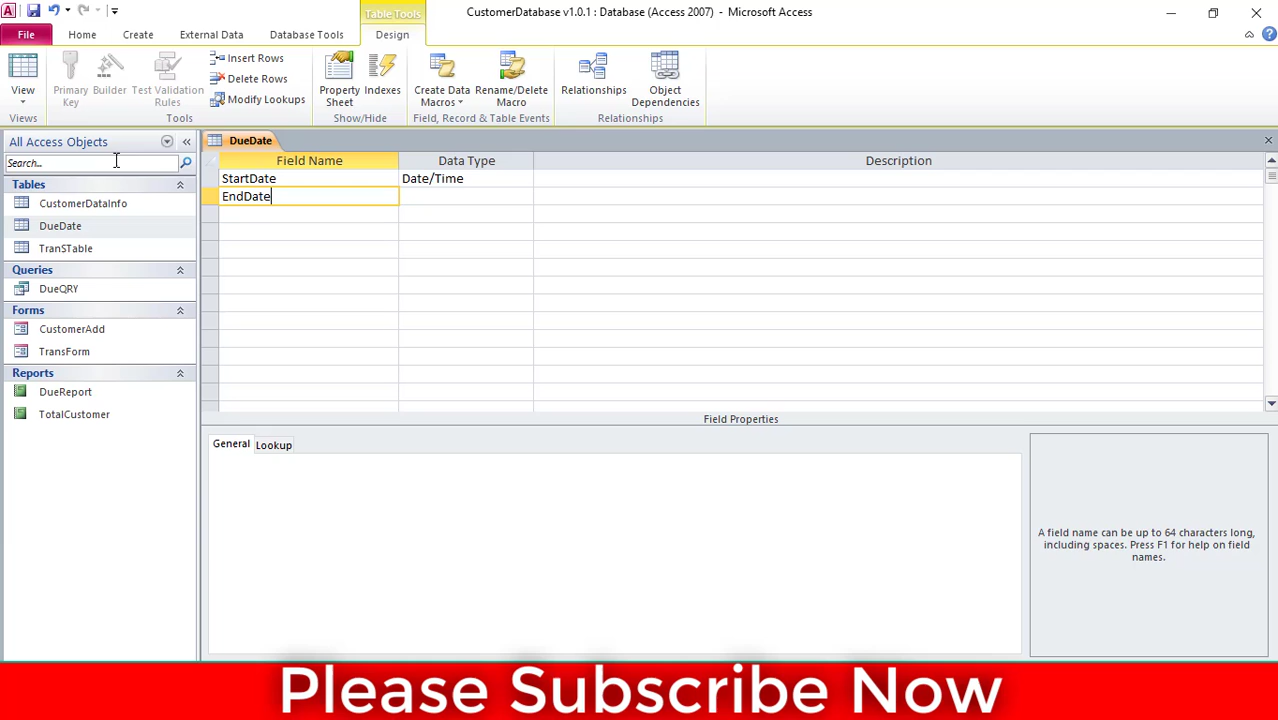 Table Tools
CustomerDatabase v1.0.1 : Database (Access 2007) - Microsoft Access
File
Home
Create
External Data
Database Tools
Design
View
Primary Key
Builder
Test Validation Rules
Insert Rows
Delete Rows
Modify Lookups
Property Sheet
Indexes
Create Data Macros
Rename/Delete Macro
Relationships
Object Dependencies
Views
Tools
Show/Hide
Field, Record & Table Events
Relationships
All Access Objects
Search...
Tables
CustomerDataInfo
DueDate
TranSTable
Queries
DueQRY
Forms
CustomerAdd
TransForm
Reports
DueReport
TotalCustomer
DueDate
Field Name
Data Type
Description
StartDate
Date/Time
EndDate
Field Properties
General
Lookup
A field name can be up to 64 characters long,
including spaces. Press F1 for help on field
names.
Please Subscribe Now